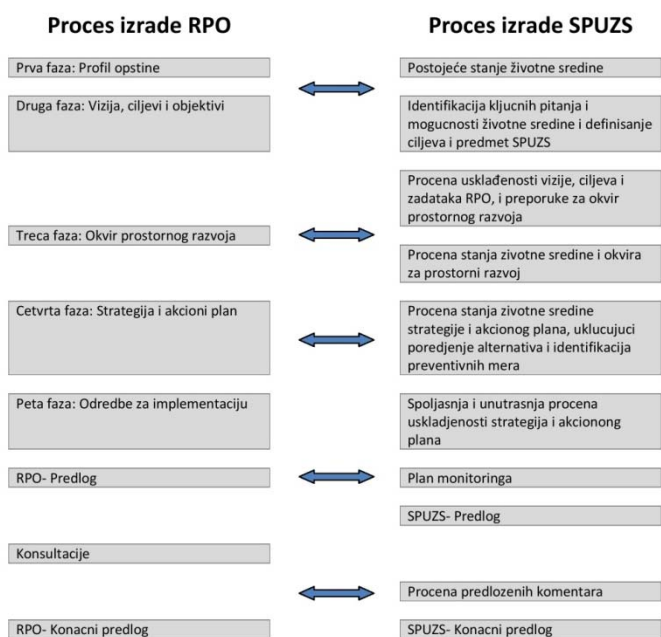 Proces izrade RPO
Prva faza: Profil opstine
Druga faza: Vizija, ciljevi i objektivi
Treca faza: Okvir prostornog razvoja
Cetvrta faza: Strategija i akcioni plan
Peta faza: Odredbe za implementaciju
RPO- Predlog
Konsultacije
RPO- Konacni predlog
Proces izrade SPUZS
Postojeće stanje životne sredine
Identifikacija kljucnih pitanja i
mogucnosti životne sredine i definisanje
ciljeva i predmet SPUZS
Procena usklađenosti vizije, ciljeva i
zadataka RPO, i preporuke za okvir
prostornog razvoja
Procena stanja zivotne sredine i okvira
za prostorni razvoj
Procena stanja zivotne sredine
strategije i akcionog plana, uklucujuci
poredjenje alternativa i identifikacija
preventivnih mera
Spoljasnja i unutrasnja procena
uskladjenosti strategija i akcionong
plana
Plan monitoringa
SPUZS- Predlog
Procena predlozenih komentara
SPUZS- Konacni predlog